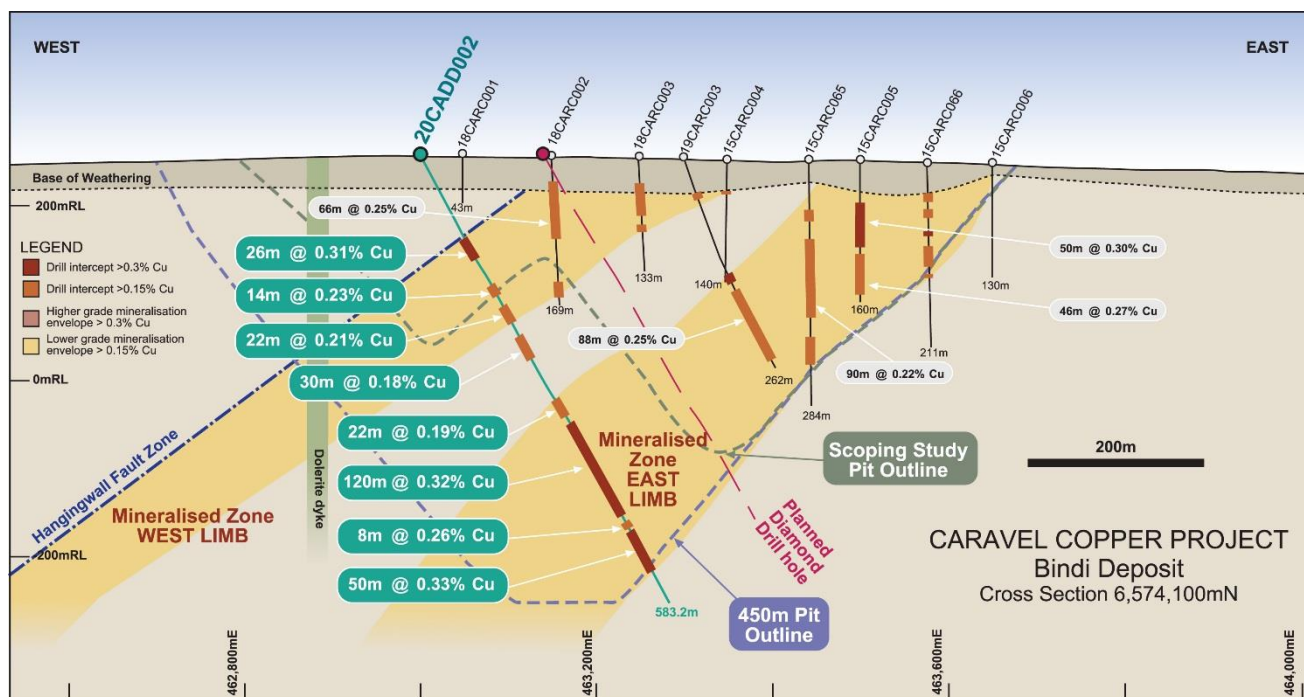 WEST
EAST
20CADD002
18CARC001
18CARC002
18CARC003
19CARC003
15CARC004
15CARC065
15CARC005
15CARC066
15CARC006
Base of Weathering
200mRL
43m
66m @ 0.25% Cu
LEGEND
Drill intercept >0.3% Cu
Drill intercept >0.15% Cu
Higher grade mineralisation
envelope > 0.3% Cu
Lower grade mineralisation
envelope > 0.15% Cu
26m @ 0.31% Cu
14m @ 0.23% Cu
22m @ 0.21% Cu
30m @ 0.18% Cu
22m @ 0.19% Cu
120m @ 0.32% Cu
8m @ 0.26% Cu
50m @ 0.33% Cu
169m
133m
140m
88m @ 0.25% Cu
262m
284m
90m @ 0.22% Cu
160m
211m
130m
50m @ 0.30% Cu
46m @ 0.27% Cu
0mRL
Hangingwall Fault Zone
Dolerite dyke
Mineralised Zone
WEST LIMB
Mineralised
Zone
EAST
LIMB
Scoping Study
Pit Outline
Planned
Diamond
Drill hole
450m Pit
Outline
583.2m
200m
-200mRL
CARAVEL COPPER PROJECT
Bindi Deposit
Cross Section 6,574,100mN
462,800mE
463,200mE
463,600mE
464,000mE